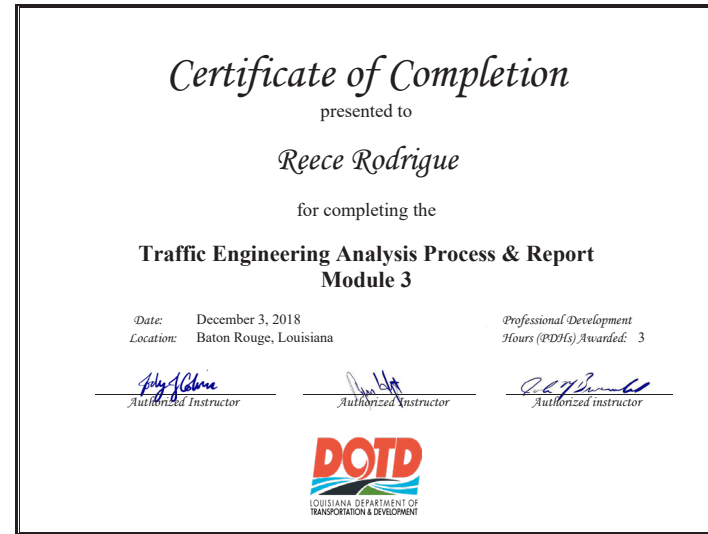 Certificate of Completion
presented to
Reece Rodrigue
for completing the
Traffic Engineering Analysis Process & Report
Module 3
Date: December 3, 2018
Location: Baton Rouge, Louisiana
Professional Development
Hours (PDHs) Awarded: 3
Authorized Instructor
Authorized Instructor
Authorized instructor
DOTD
LOUISIANA DEPARTMENT OF
TRANSPORTATION & DEVELOPMENT